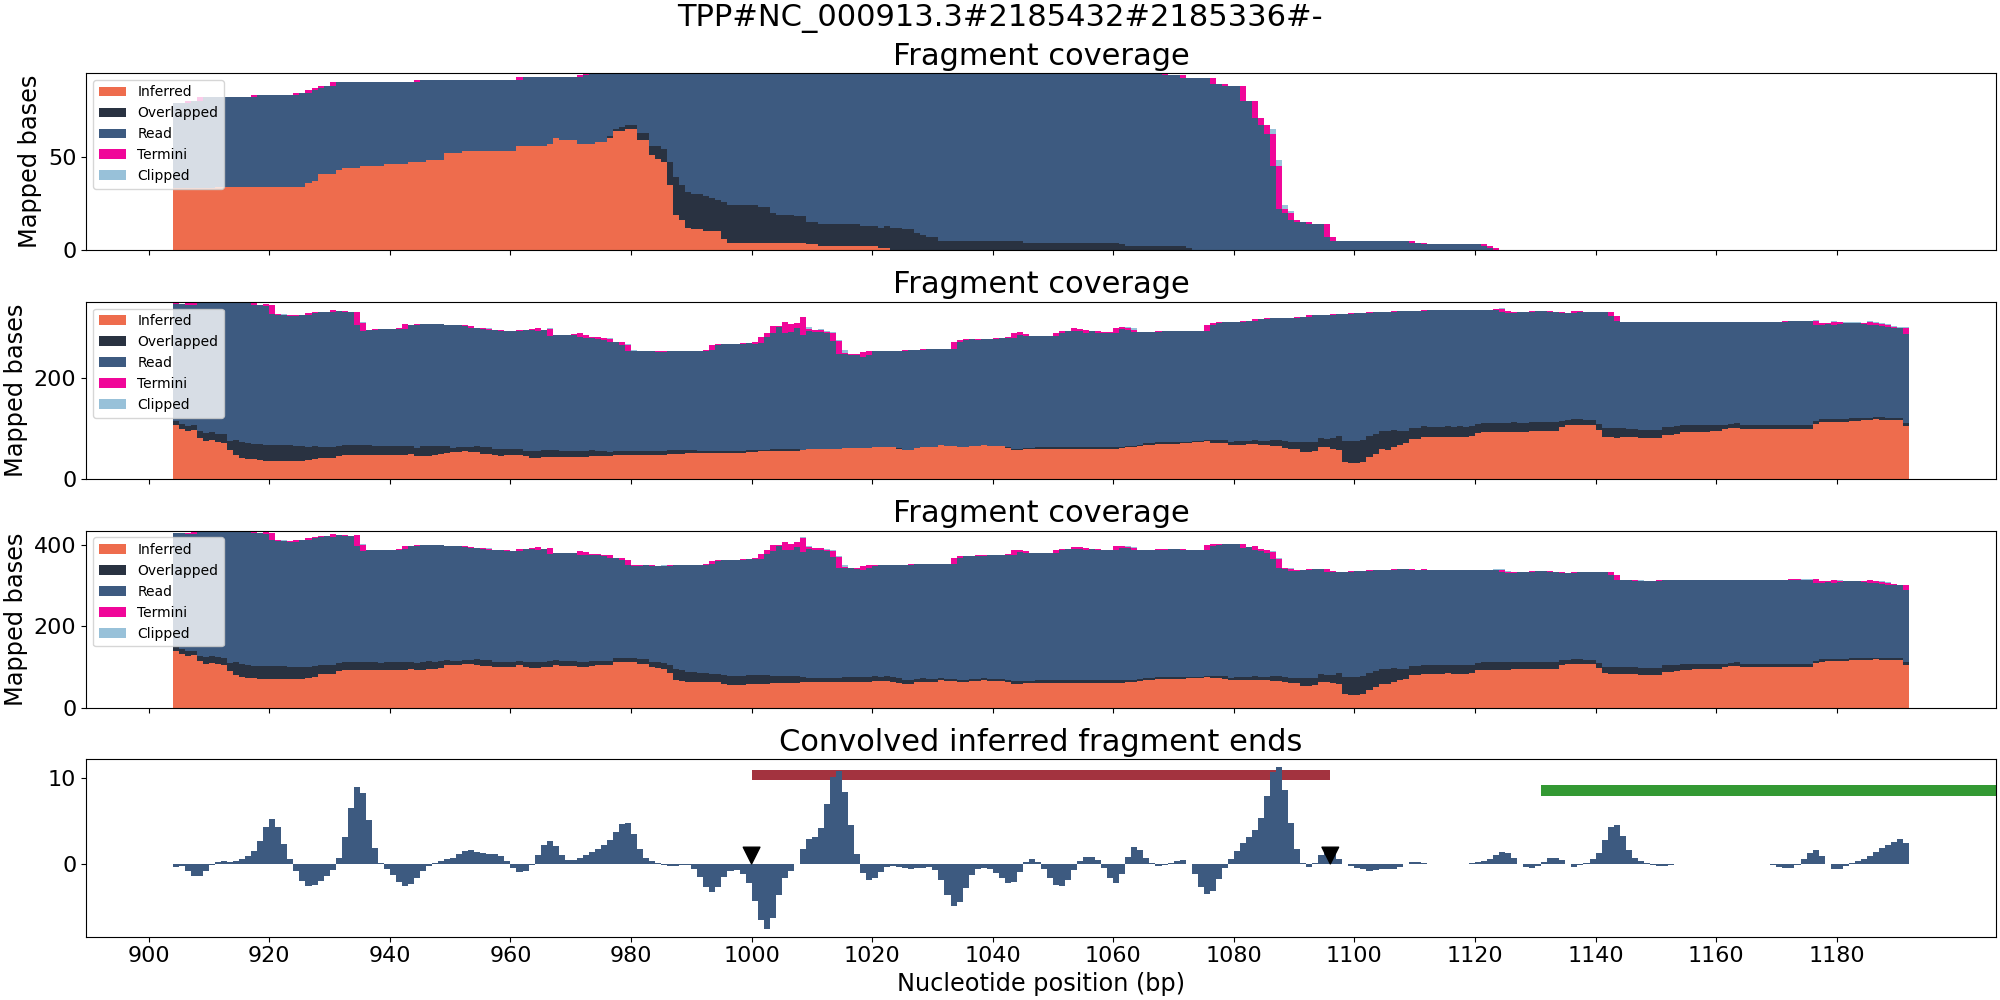 TPP#NC_000913.3#2185432#2185336#-
Fragment coverage
Mapped bases
50
0
Inferred
Overlapped
Read
Termini
Clipped
Fragment coverage
Mapped bases
200
0
Inferred
Overlapped
Read
Termini
Clipped
Fragment coverage
Mapped bases
400
200
0
Inferred
Overlapped
Read
Termini
Clipped
Convolved inferred fragment ends
10
0
900 920 940 960 980 1000 1020 1040 1060 1080 1100 1120 1140 1160 1180
Nucleotide position (bp)